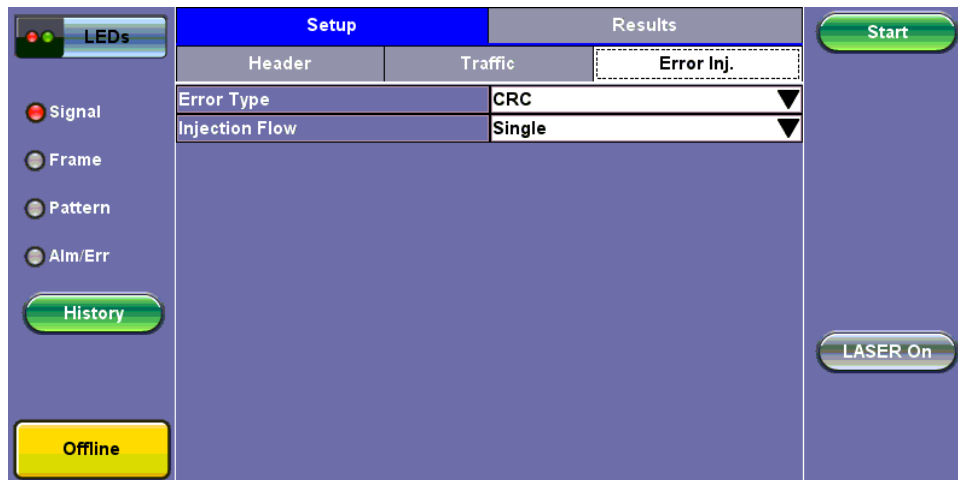 LEDs
Setup
Results
Start
Header
Traffic
Error Inj.
Error Type
CRC
Injection Flow
Single
Signal
Frame
Pattern
Alm/Err
History
LASER On
Offline